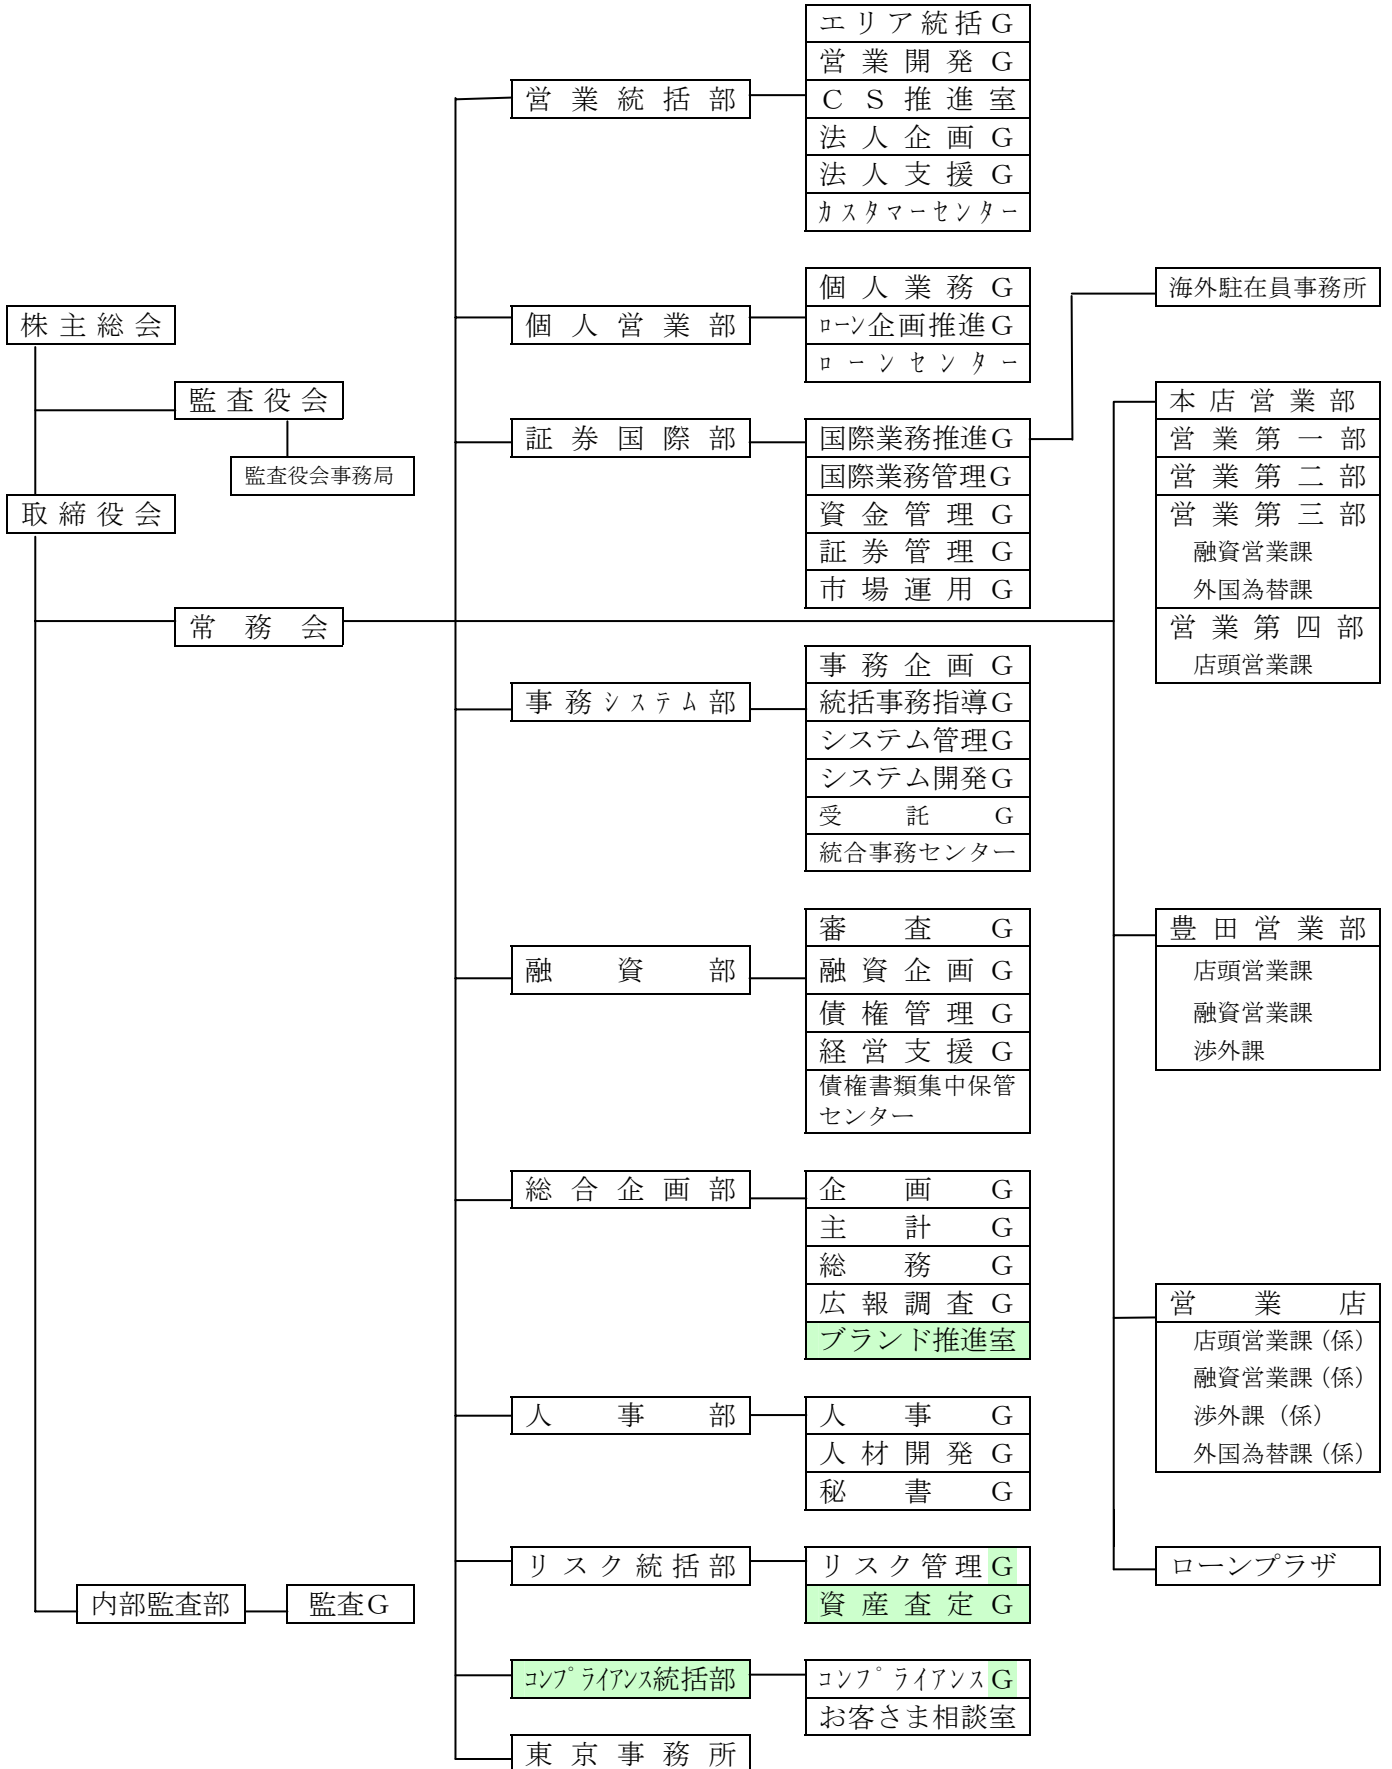 株主総会
監査役会
監査役会事務局
取締役会
常務会
内部監査部
監査G
営業統括部
エリア統括G
営業開発G
CS推進室
法人企画G
法人支援G
カスタマーセンター
個人営業部
個人業務G
ローン企画推進G
ローンセンター
証券国際部
国際業務推進G
国際業務管理G
資金管理G
証券管理G
市場運用G
事務システム部
事務企画G
統括事務指導G
システム管理G
システム開発G
受託G
統合事務センター
融資部
審査G
融資企画G
債権管理G
経営支援G
債権書類集中保管
センター
総合企画部
企画G
主計G
総務G
広報調査G
ブランド推進室
人事部
人事G
人材開発G
秘書G
リスク統括部
リスク管理G
資産査定G
コンプライアンス統括部
コンプライアンスG
お客さま相談室
東京事務所
海外駐在員事務所
本店営業部
営業第一部
営業第二部
営業第三部
融資営業課
外国為替課
営業第四部
店頭営業課
豊田営業部
店頭営業課
融資営業課
渉外課
営業店
店頭営業課(係)
融資営業課(係)
渉外課(係)
外国為替課(係)
ローンプラザ